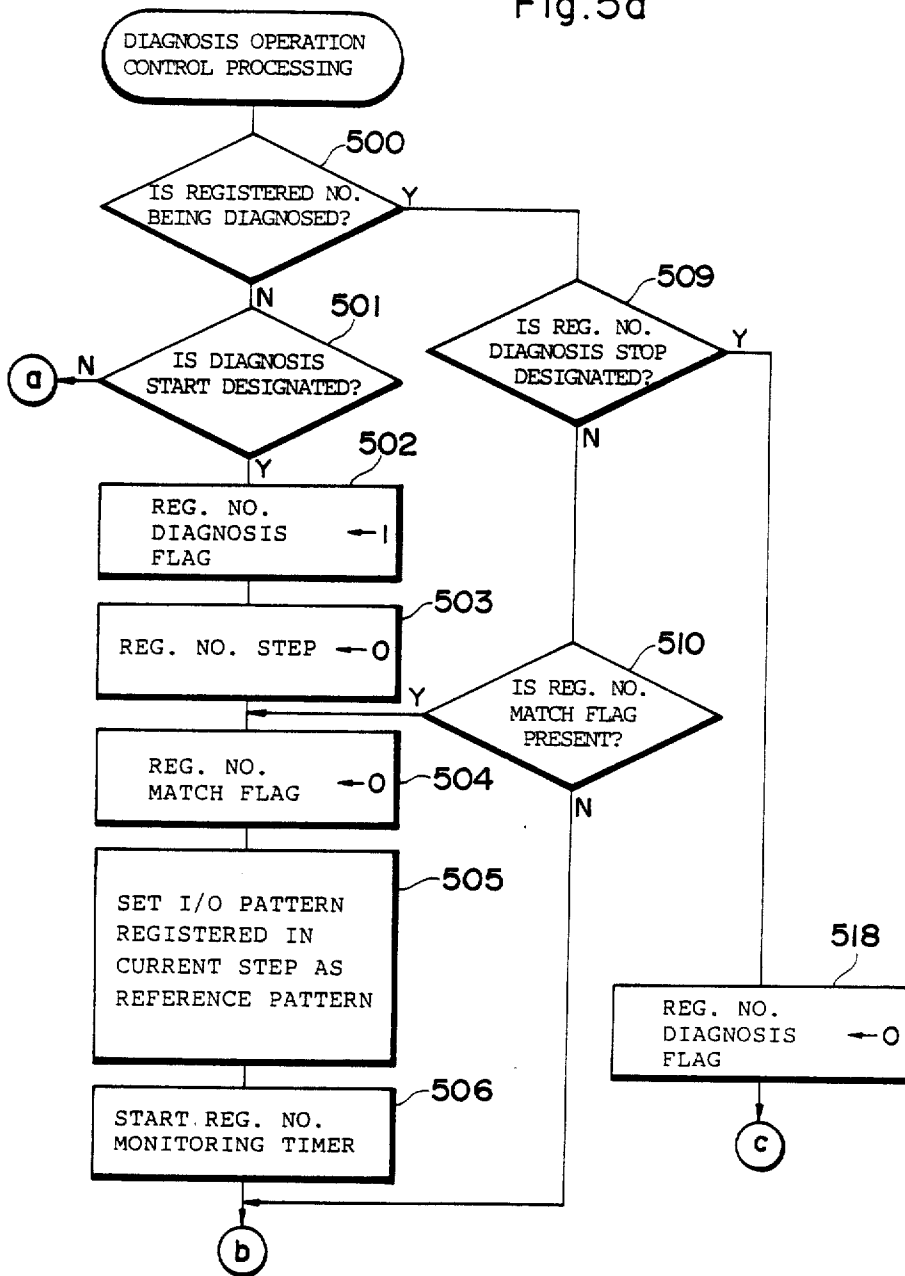 Fig.5a
DIAGNOSIS OPERATION
CONTROL PROCESSING
500
IS REGISTERED NO.
BEING DIAGNOSED?
Y
N
501
IS DIAGNOSIS
START DESIGNATED?
N
a
Y
502
REG. NO.
DIAGNOSIS
FLAG
←1
503
REG. NO. STEP ←0
504
REG. NO.
MATCH FLAG
←0
505
SET I/O PATTERN
REGISTERED IN
CURRENT STEP AS
REFERENCE PATTERN
506
START REG. NO.
MONITORING TIMER
b
509
IS REG. NO.
DIAGNOSIS STOP
DESIGNATED?
Y
N
510
IS REG. NO.
MATCH FLAG
PRESENT?
Y
N
518
REG. NO.
DIAGNOSIS
FLAG
←0
c